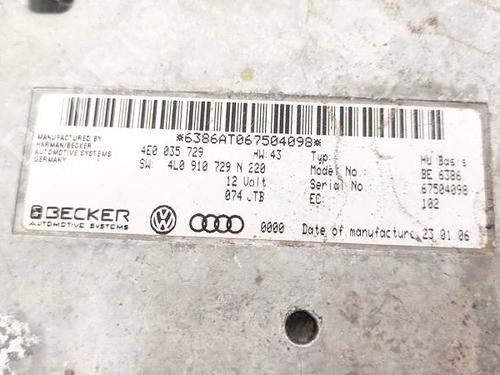 *6386AT067504098*
MANUFACTURED BY
HARMAN/BECKER
AUTOMOTIVE SYSTEMS
GERMANY
4E0 035 729 HW:43
SW: 4L0 910 729 N 220
12 Volt
074 JTB
Typ: HU Basis
Model No.: BE 6386
Serial No.: 67504098
EC: 102
BECKER
AUTOMOTIVE SYSTEMS
0000 Date of manufacture 23 01 06